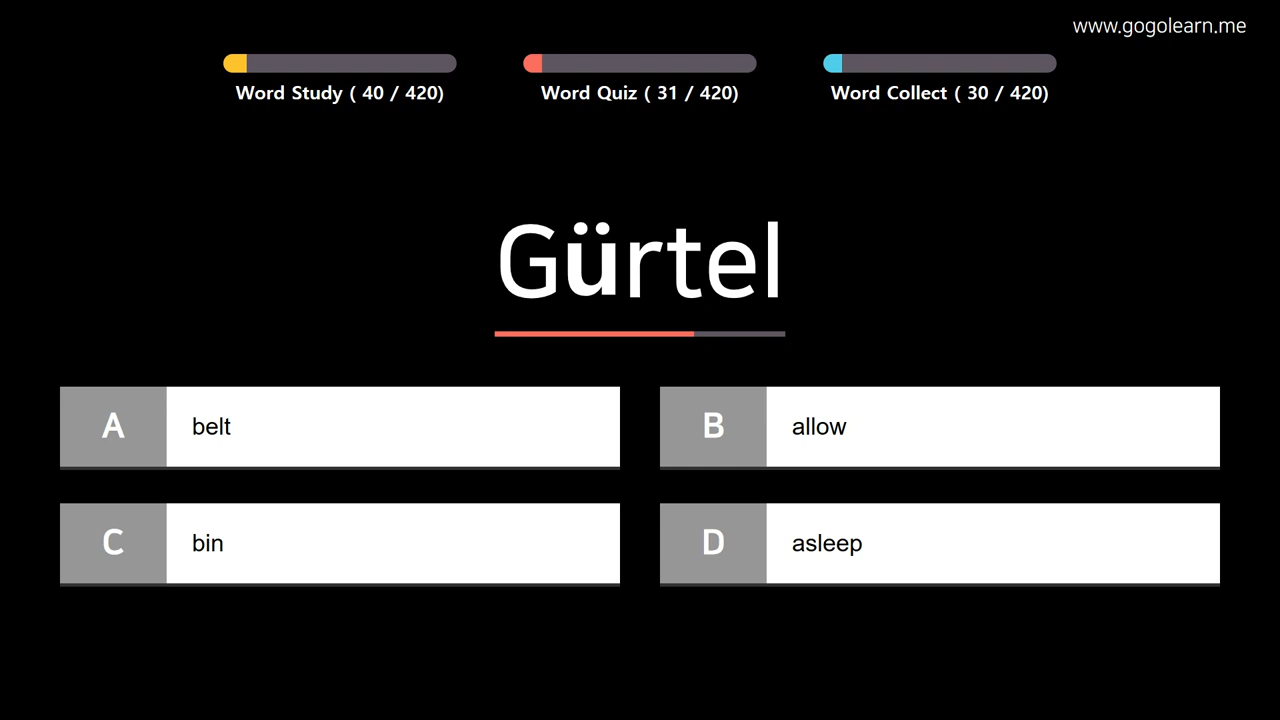 www.gogolearn.me
Word Study ( 40 / 420)
Word Quiz ( 31 / 420)
Word Collect ( 30 / 420)
Gürtel
A belt
B allow
C bin
D asleep